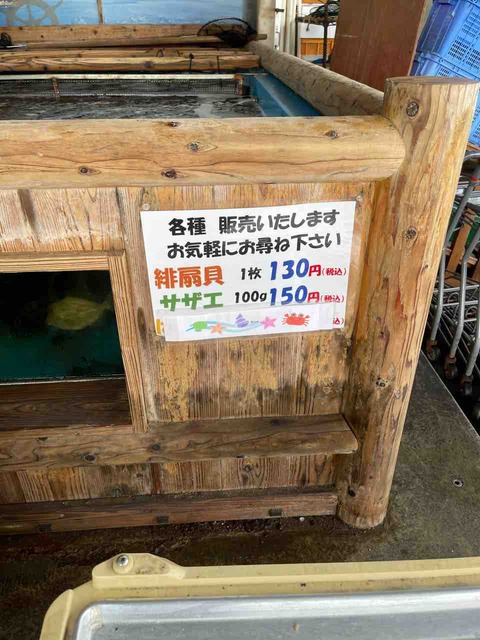 各種 販売いたします
お気軽にお尋ね下さい
緋扇貝 1枚 130円(税込)
サザエ 100g 150円(税込)
込)